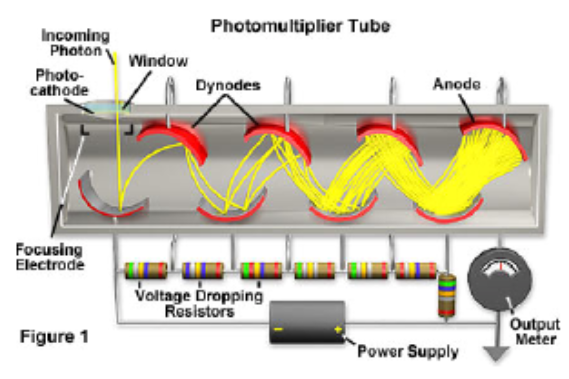 Photomultiplier Tube
Incoming
Photon
Window
Photo-
cathode
Dynodes
Anode
Focusing
Electrode
Voltage Dropping
Resistors
Figure 1
- +
Power Supply
Output
Meter